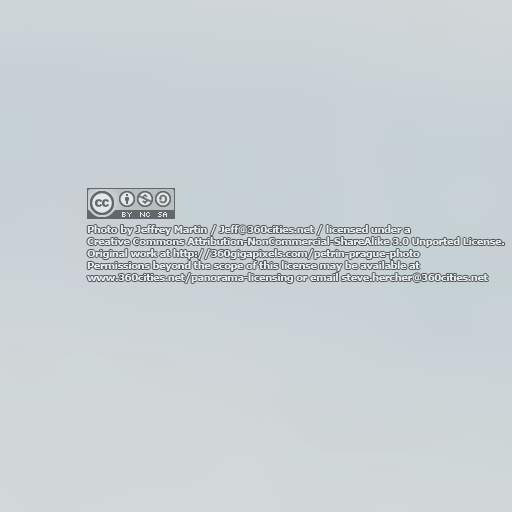 cc
BY NC SA
Photo by Jeffrey Martin / Jeff@360cities.net / licensed under a
Creative Commons Attribution-NonCommercial-ShareAlike 3.0 Unported License.
Original work at http://360gigapixels.com/petrin-prague-photo
Permissions beyond the scope of this license may be available at
www.360cities.net/panorama-licensing or email steve.hercher@360cities.net